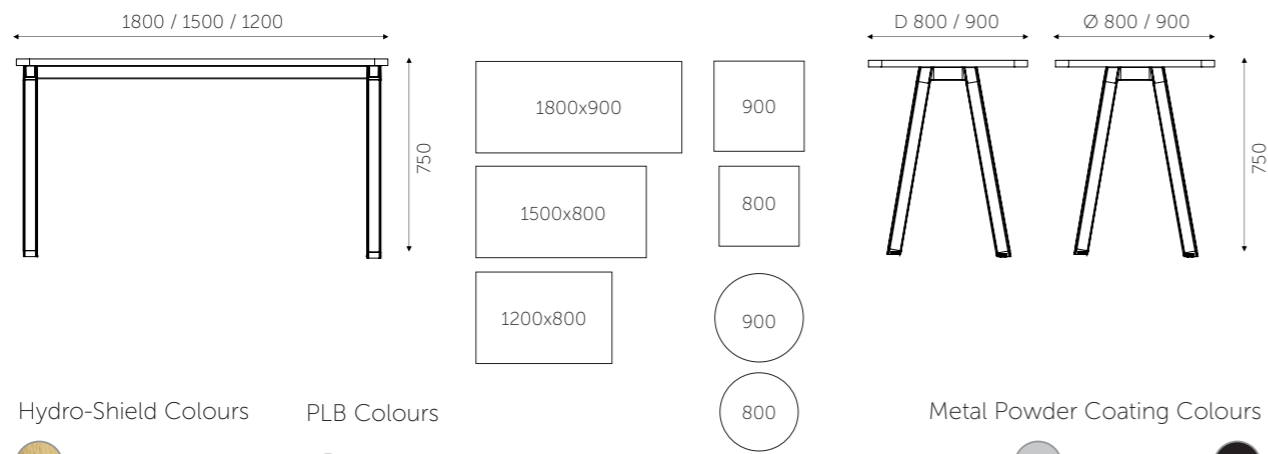 1800 / 1500 / 1200
750
1800x900
1500x800
1200x800
900
800
900
800
D 800 / 900
Ø 800 / 900
750
Hydro-Shield Colours
PLB Colours
Metal Powder Coating Colours